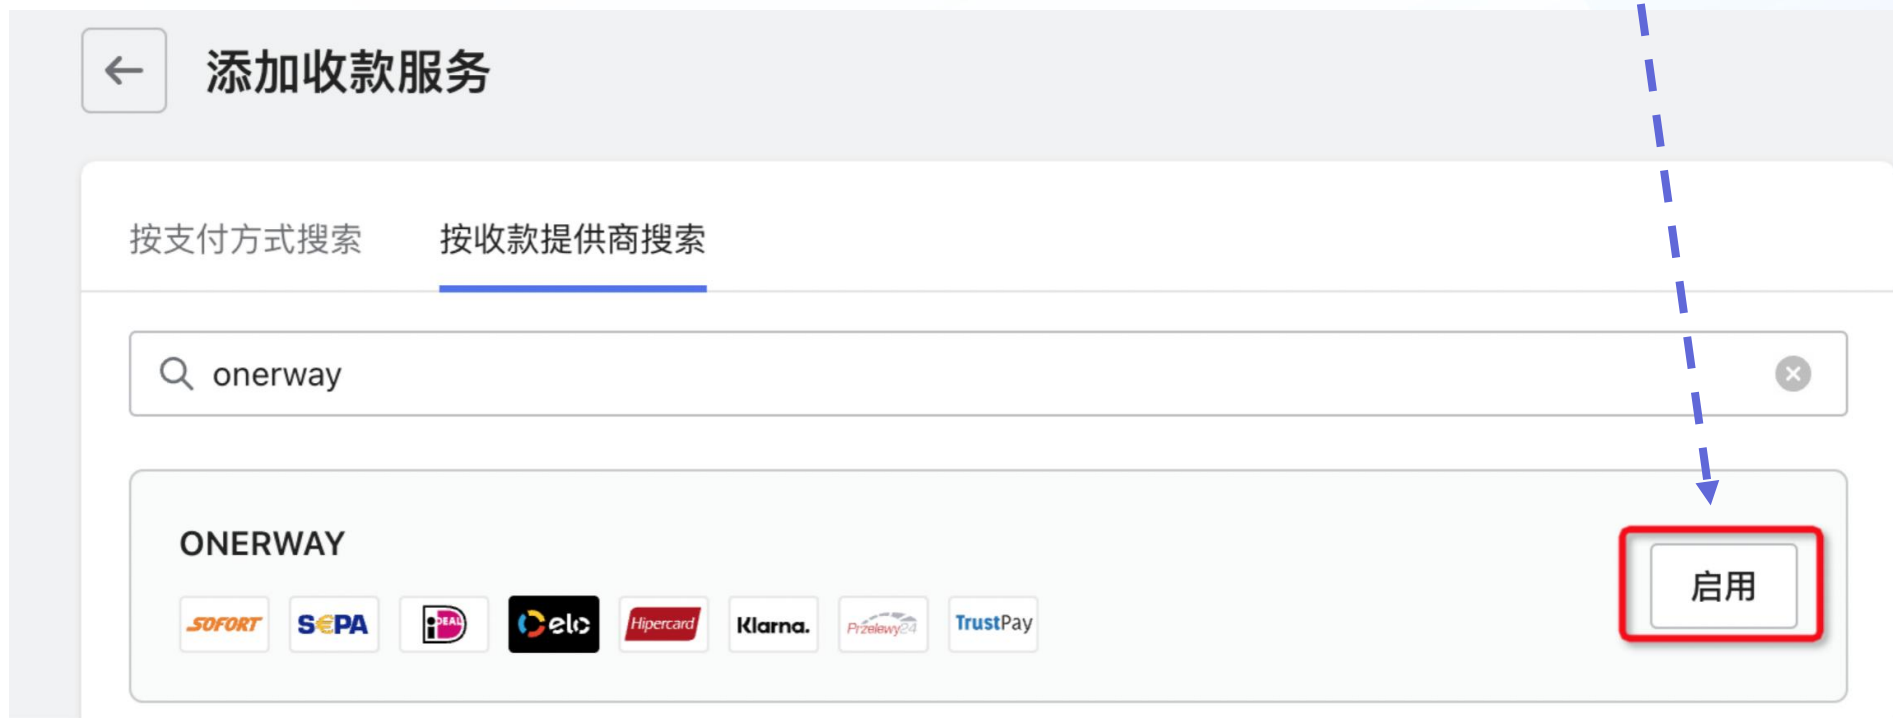 添加收款服务
按支付方式搜索 按收款提供商搜索
onerway
ONERWAY
启用
SOFORT S€PA iDEAL elo Hipercard Klarna. Przelewy24 TrustPay